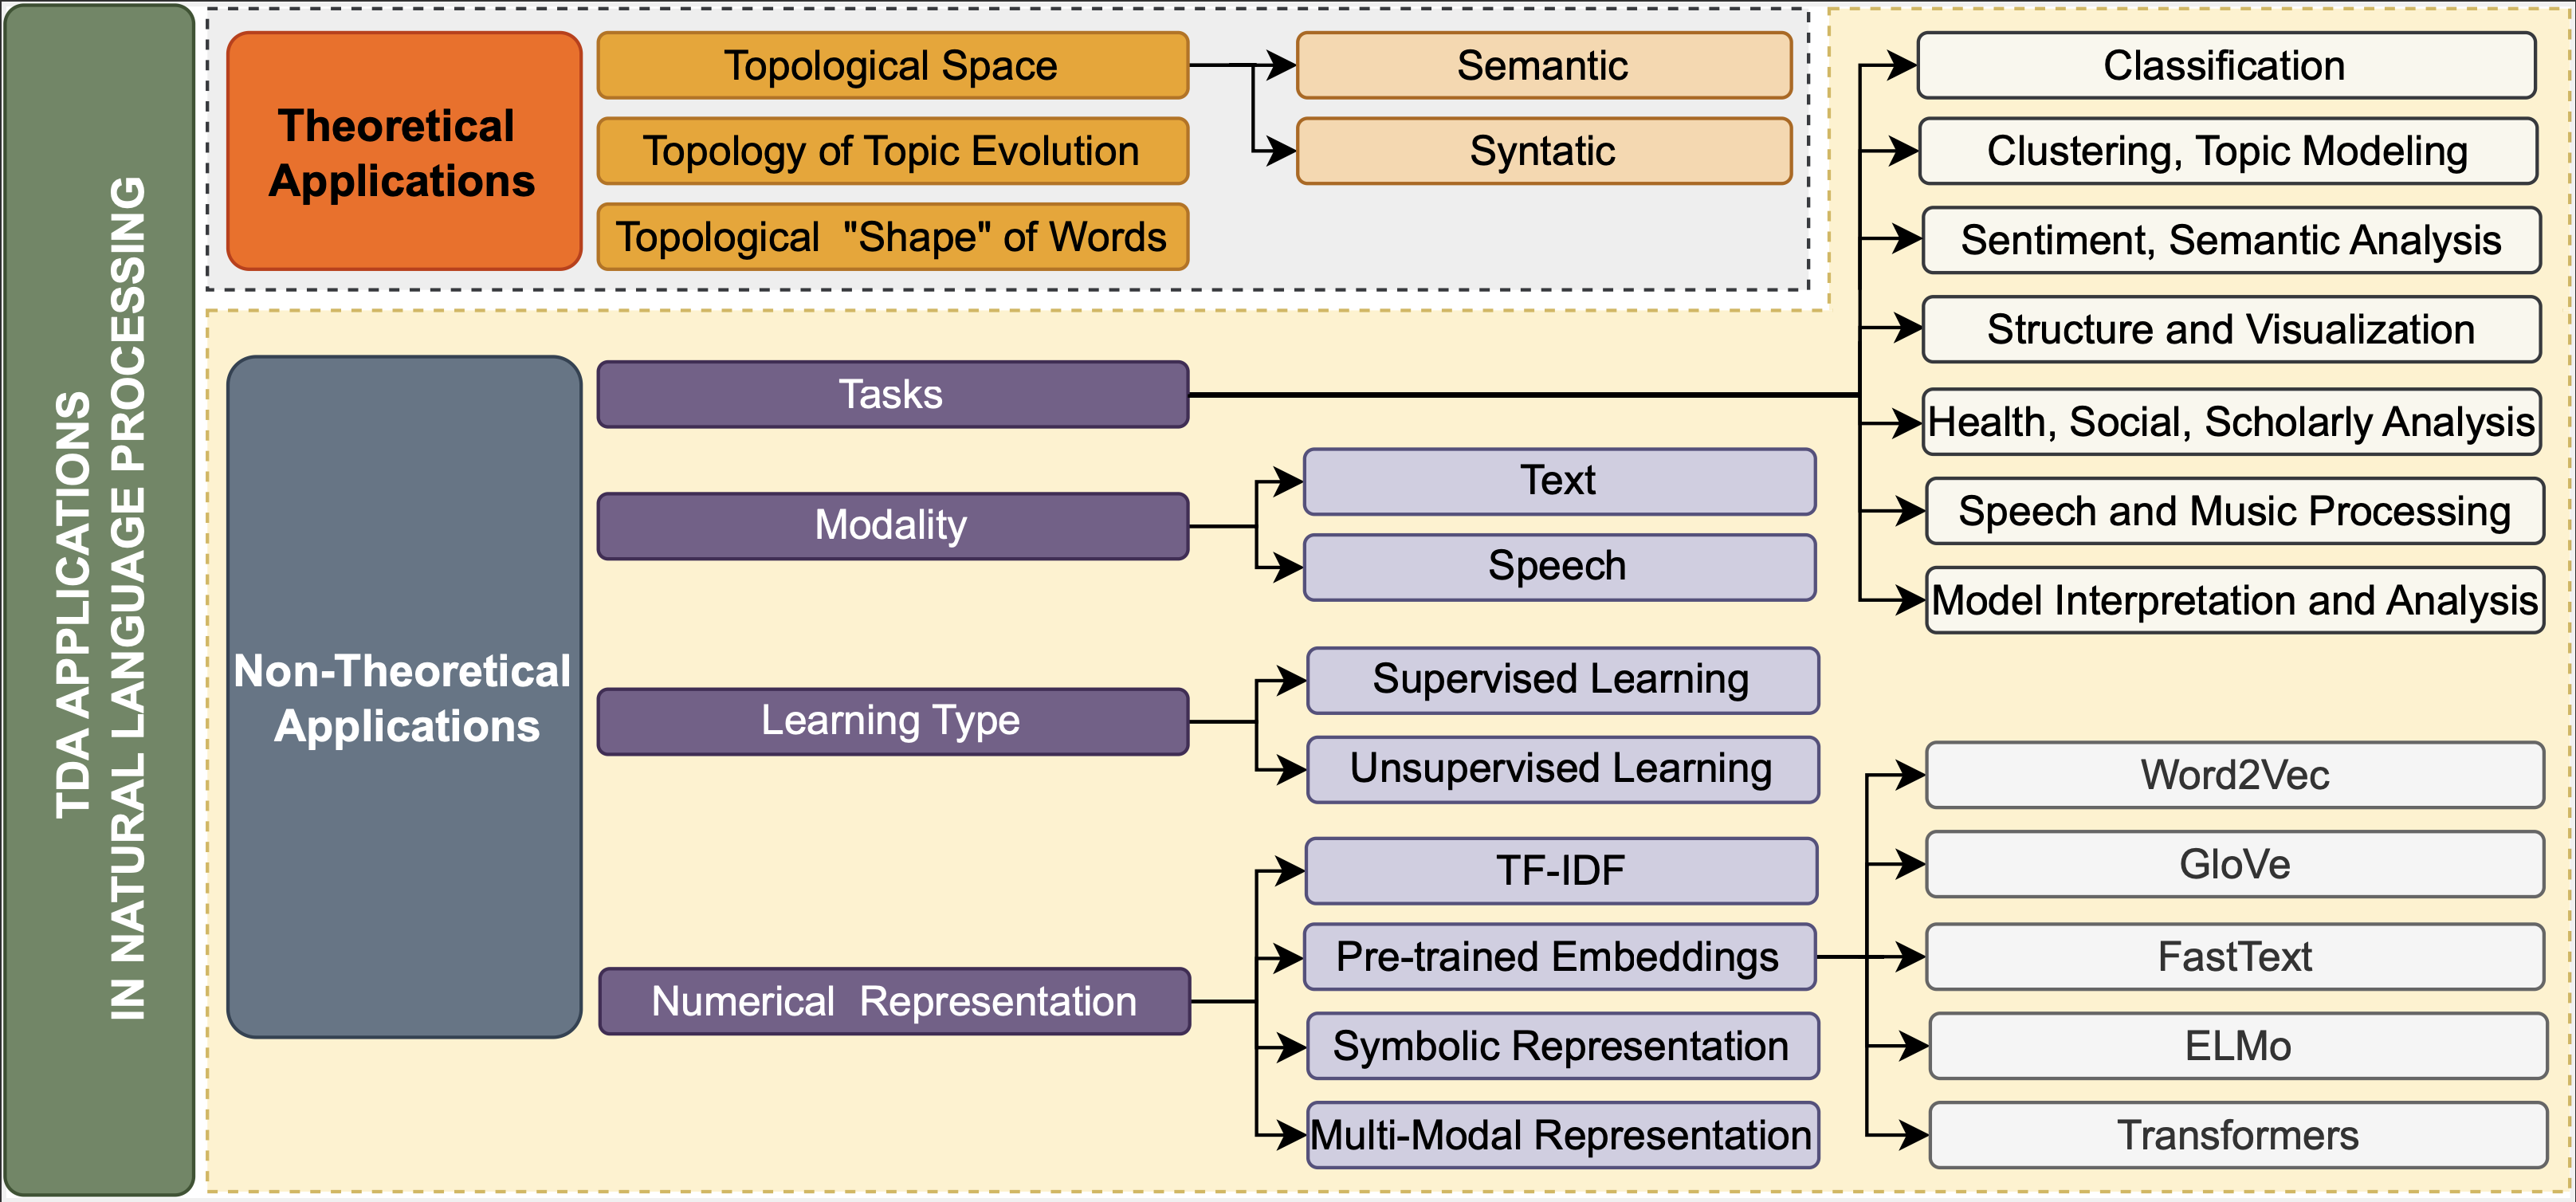 TDA APPLICATIONS
IN NATURAL LANGUAGE PROCESSING
Theoretical
Applications
Topological Space
Topology of Topic Evolution
Topological "Shape" of Words
Semantic
Syntatic
Non-Theoretical
Applications
Tasks
Classification
Clustering, Topic Modeling
Sentiment, Semantic Analysis
Structure and Visualization
Health, Social, Scholarly Analysis
Speech and Music Processing
Model Interpretation and Analysis
Modality
Text
Speech
Learning Type
Supervised Learning
Unsupervised Learning
Numerical Representation
TF-IDF
Pre-trained Embeddings
Symbolic Representation
Multi-Modal Representation
Word2Vec
GloVe
FastText
ELMo
Transformers